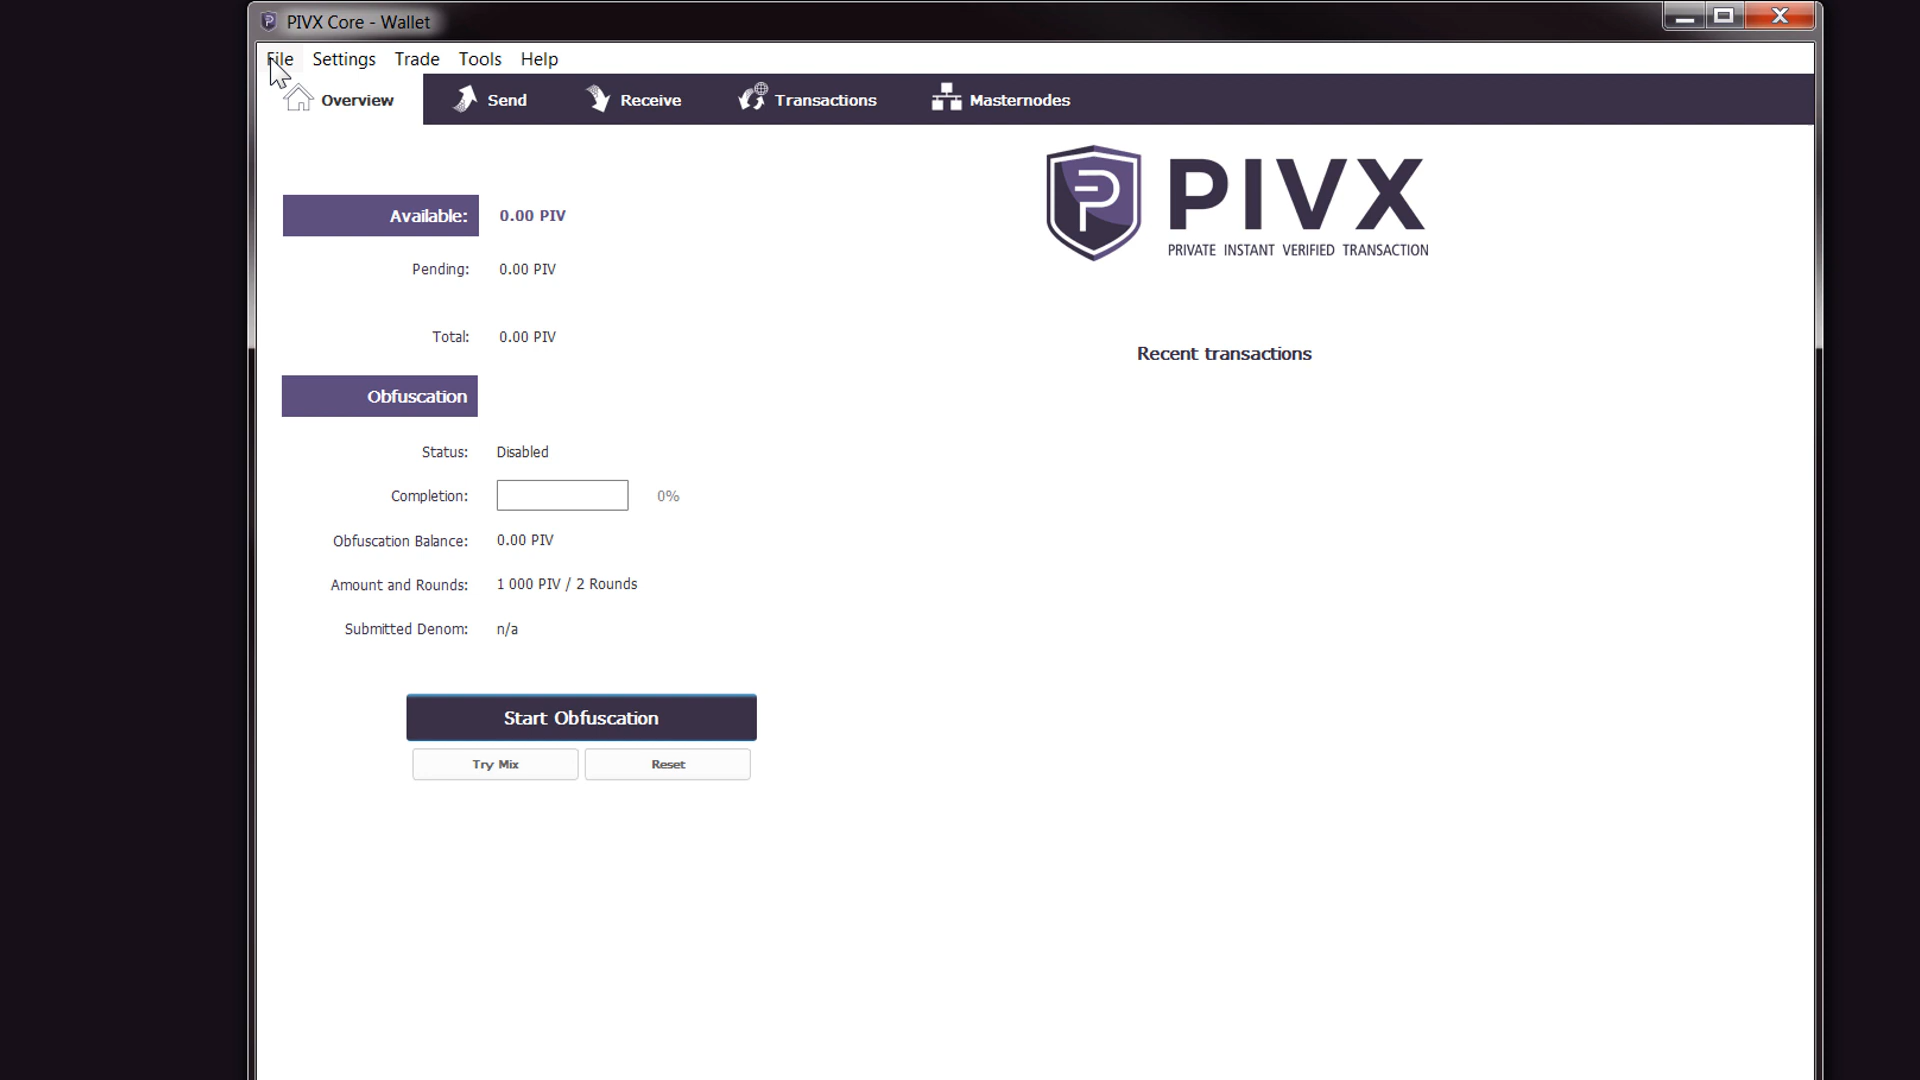 PIVX Core - Wallet
File Settings Trade Tools Help
Overview Send Receive Transactions Masternodes
PIVX
PRIVATE INSTANT VERIFIED TRANSACTION
Available: 0.00 PIV
Pending: 0.00 PIV
Total: 0.00 PIV
Recent transactions
Obfuscation
Status: Disabled
Completion: 0%
Obfuscation Balance: 0.00 PIV
Amount and Rounds: 1 000 PIV / 2 Rounds
Submitted Denom: n/a
Start Obfuscation
Try Mix Reset